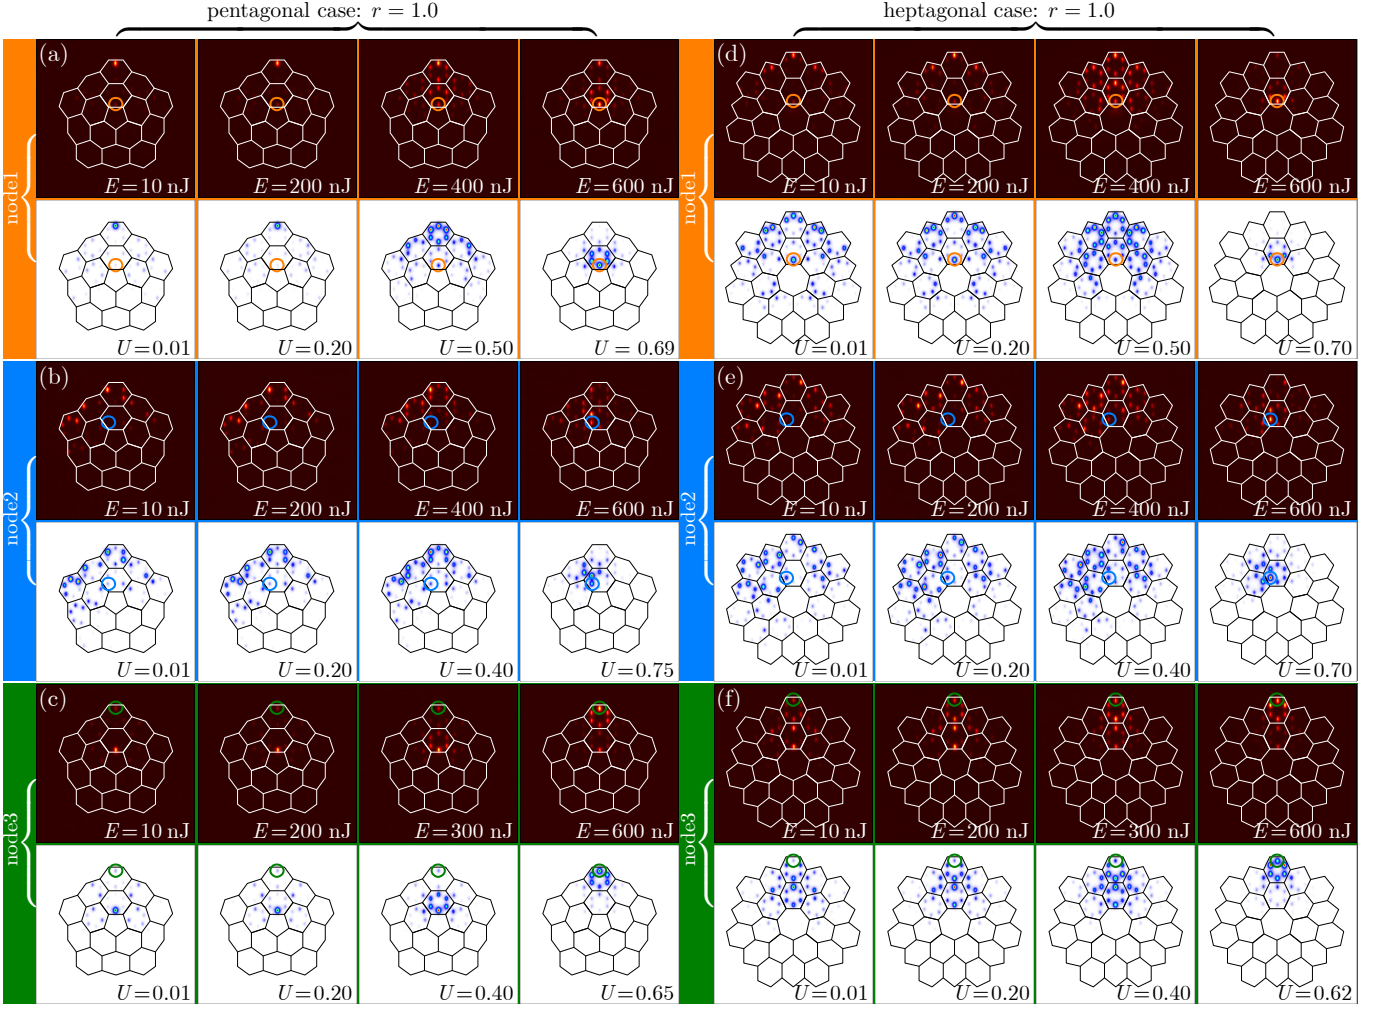 pentagonal case: r = 1.0 heptagonal case: r = 1.0
node1
(a) (d)
E = 10 nJ E = 200 nJ E = 400 nJ E = 600 nJ node1 E = 10 nJ E = 200 nJ E = 400 nJ E = 600 nJ
U = 0.01 U = 0.20 U = 0.50 U = 0.69 U = 0.01 U = 0.20 U = 0.50 U = 0.70
node2
(b) (e)
E = 10 nJ E = 200 nJ E = 400 nJ E = 600 nJ node2 E = 10 nJ E = 200 nJ E = 400 nJ E = 600 nJ
U = 0.01 U = 0.20 U = 0.40 U = 0.75 U = 0.01 U = 0.20 U = 0.40 U = 0.70
node3
(c) (f)
E = 10 nJ E = 200 nJ E = 300 nJ E = 600 nJ node3 E = 10 nJ E = 200 nJ E = 300 nJ E = 600 nJ
U = 0.01 U = 0.20 U = 0.40 U = 0.65 U = 0.01 U = 0.20 U = 0.40 U = 0.62